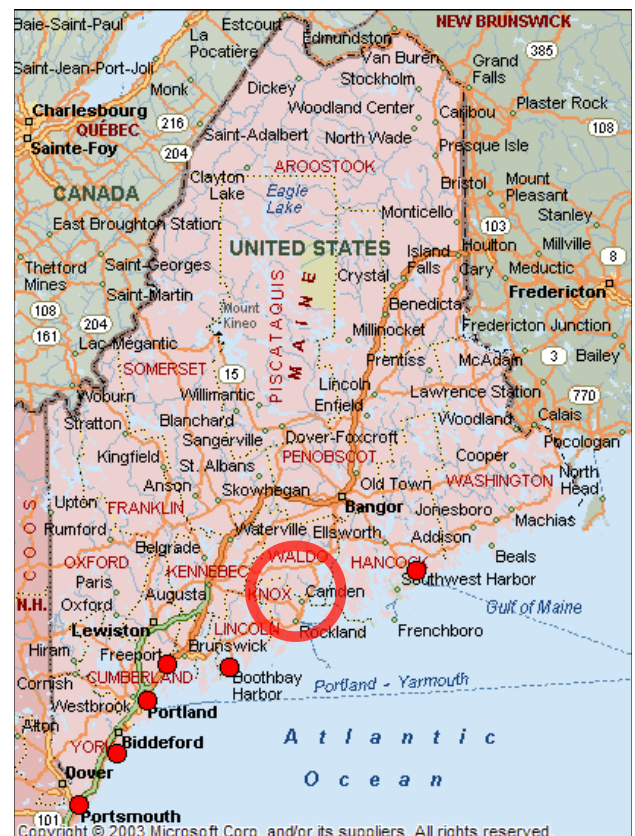 Baie-Saint-Paul
Estcourt
NEW BRUNSWICK
La
Pocatière
Edmundston
385
Van Buren
Grand
Falls
Saint-Jean-Port-Joli
Stockholm
Monk
Dickey
Woodland Center
Caribou
Plaster Rock
Charlesbourg
QUÉBEC
216
108
Sainte-Foy
Saint-Adalbert
North Wade
Presque Isle
204
AROOSTOOK
Clayton
Lake
Eagle
Lake
Bristol
Mount
Pleasant
CANADA
Monticello
Stanley
East Broughton Station
103
UNITED STATES
Island
Falls
Houlton
Millville
8
Thetford
Mines
Saint-Georges
Crystal
Cary
Meductic
Saint-Martin
PISCATAQUIS
MAINE
Benedicta
Fredericton
108
204
Mount
Kineo
Millinocket
Fredericton Junction
161
Lac-Mégantic
Prentiss
McAdam
3
Bailey
SOMERSET
15
Lincoln
Lawrence Station
770
Woburn
Willimantic
Enfield
Stratton
Blanchard
Woodland
Calais
Sangerville
Dover-Foxcroft
Pocologan
Kingfield
St. Albans
PENOBSCOT
Cooper
North
Head
Anson
Skowhegan
Old Town
WASHINGTON
Upton
FRANKLIN
Bangor
Jonesboro
COOS
Rumford
Waterville
Ellsworth
Machias
Belgrade
Addison
OXFORD
WALDO
HANCOCK
Beals
Paris
KENNEBEC
Southwest Harbor
N.H.
Oxford
Augusta
KNOX
Camden
Gulf of Maine
Lewiston
LINCOLN
Rockland
Frenchboro
Hiram
Freeport
Brunswick
Cornish
CUMBERLAND
Boothbay
Harbor
Portland - Yarmouth
Westbrook
Portland
Alton
YORK
Biddeford
Atlantic
Dover
Ocean
101
Portsmouth
Copyright © 2003 Microsoft Corp. and/or its suppliers. All rights reserved